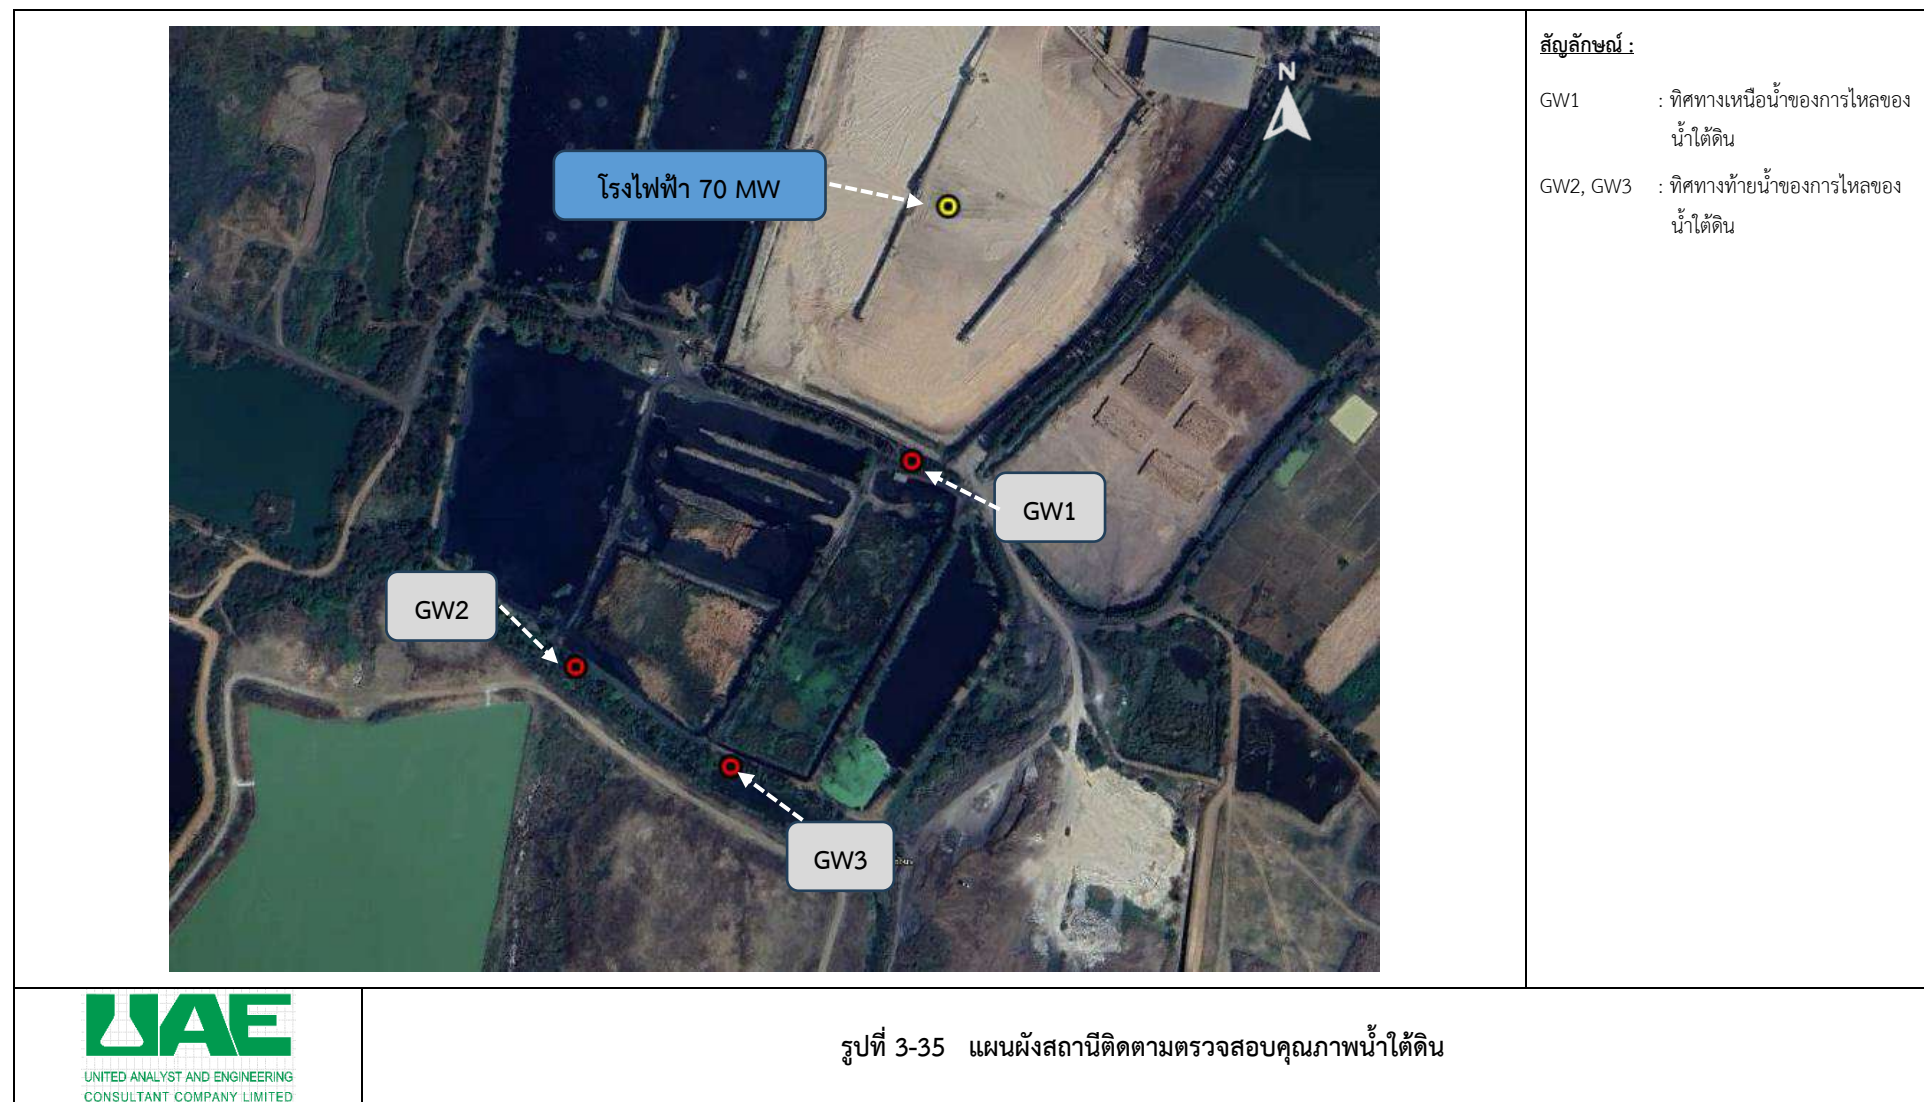 สัญลักษณ์ :
GW1 : ทิศทางเหนือน้ำของการไหลของ
น้ำใต้ดิน
GW2, GW3 : ทิศทางท้ายน้ำของการไหลของ
น้ำใต้ดิน
N
โรงไฟฟ้า 70 MW
GW1
GW2
GW3
UAE
UNITED ANALYST AND ENGINEERING
CONSULTANT COMPANY LIMITED
รูปที่ 3-35 แผนผังสถานีติดตามตรวจสอบคุณภาพน้ำใต้ดิน